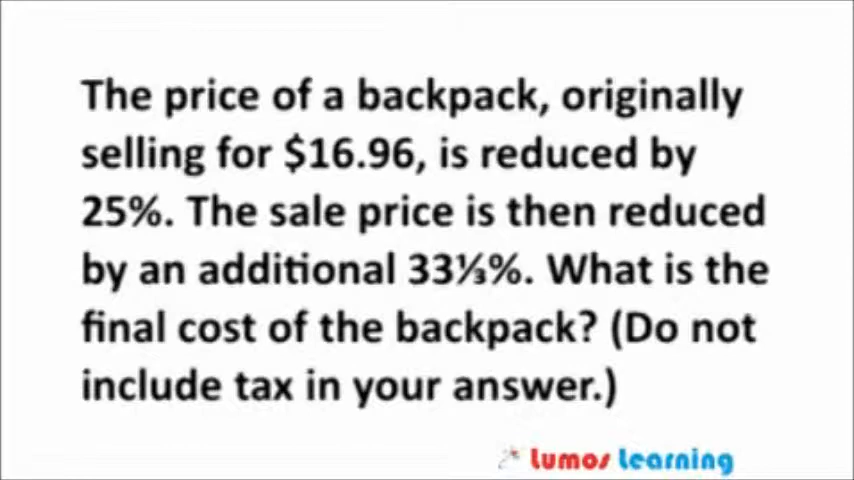 The price of a backpack, originally
selling for $16.96, is reduced by
25%. The sale price is then reduced
by an additional 33⅓%. What is the
final cost of the backpack? (Do not
include tax in your answer.)
Lumos Learning